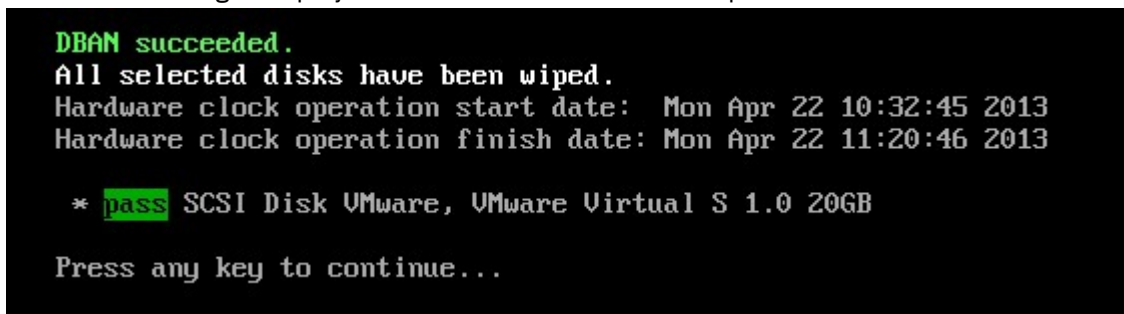 DBAN succeeded.
All selected disks have been wiped.
Hardware clock operation start date:  Mon Apr 22 10:32:45 2013
Hardware clock operation finish date: Mon Apr 22 11:20:46 2013
* pass SCSI Disk VMware, VMware Virtual S 1.0 20GB
Press any key to continue...